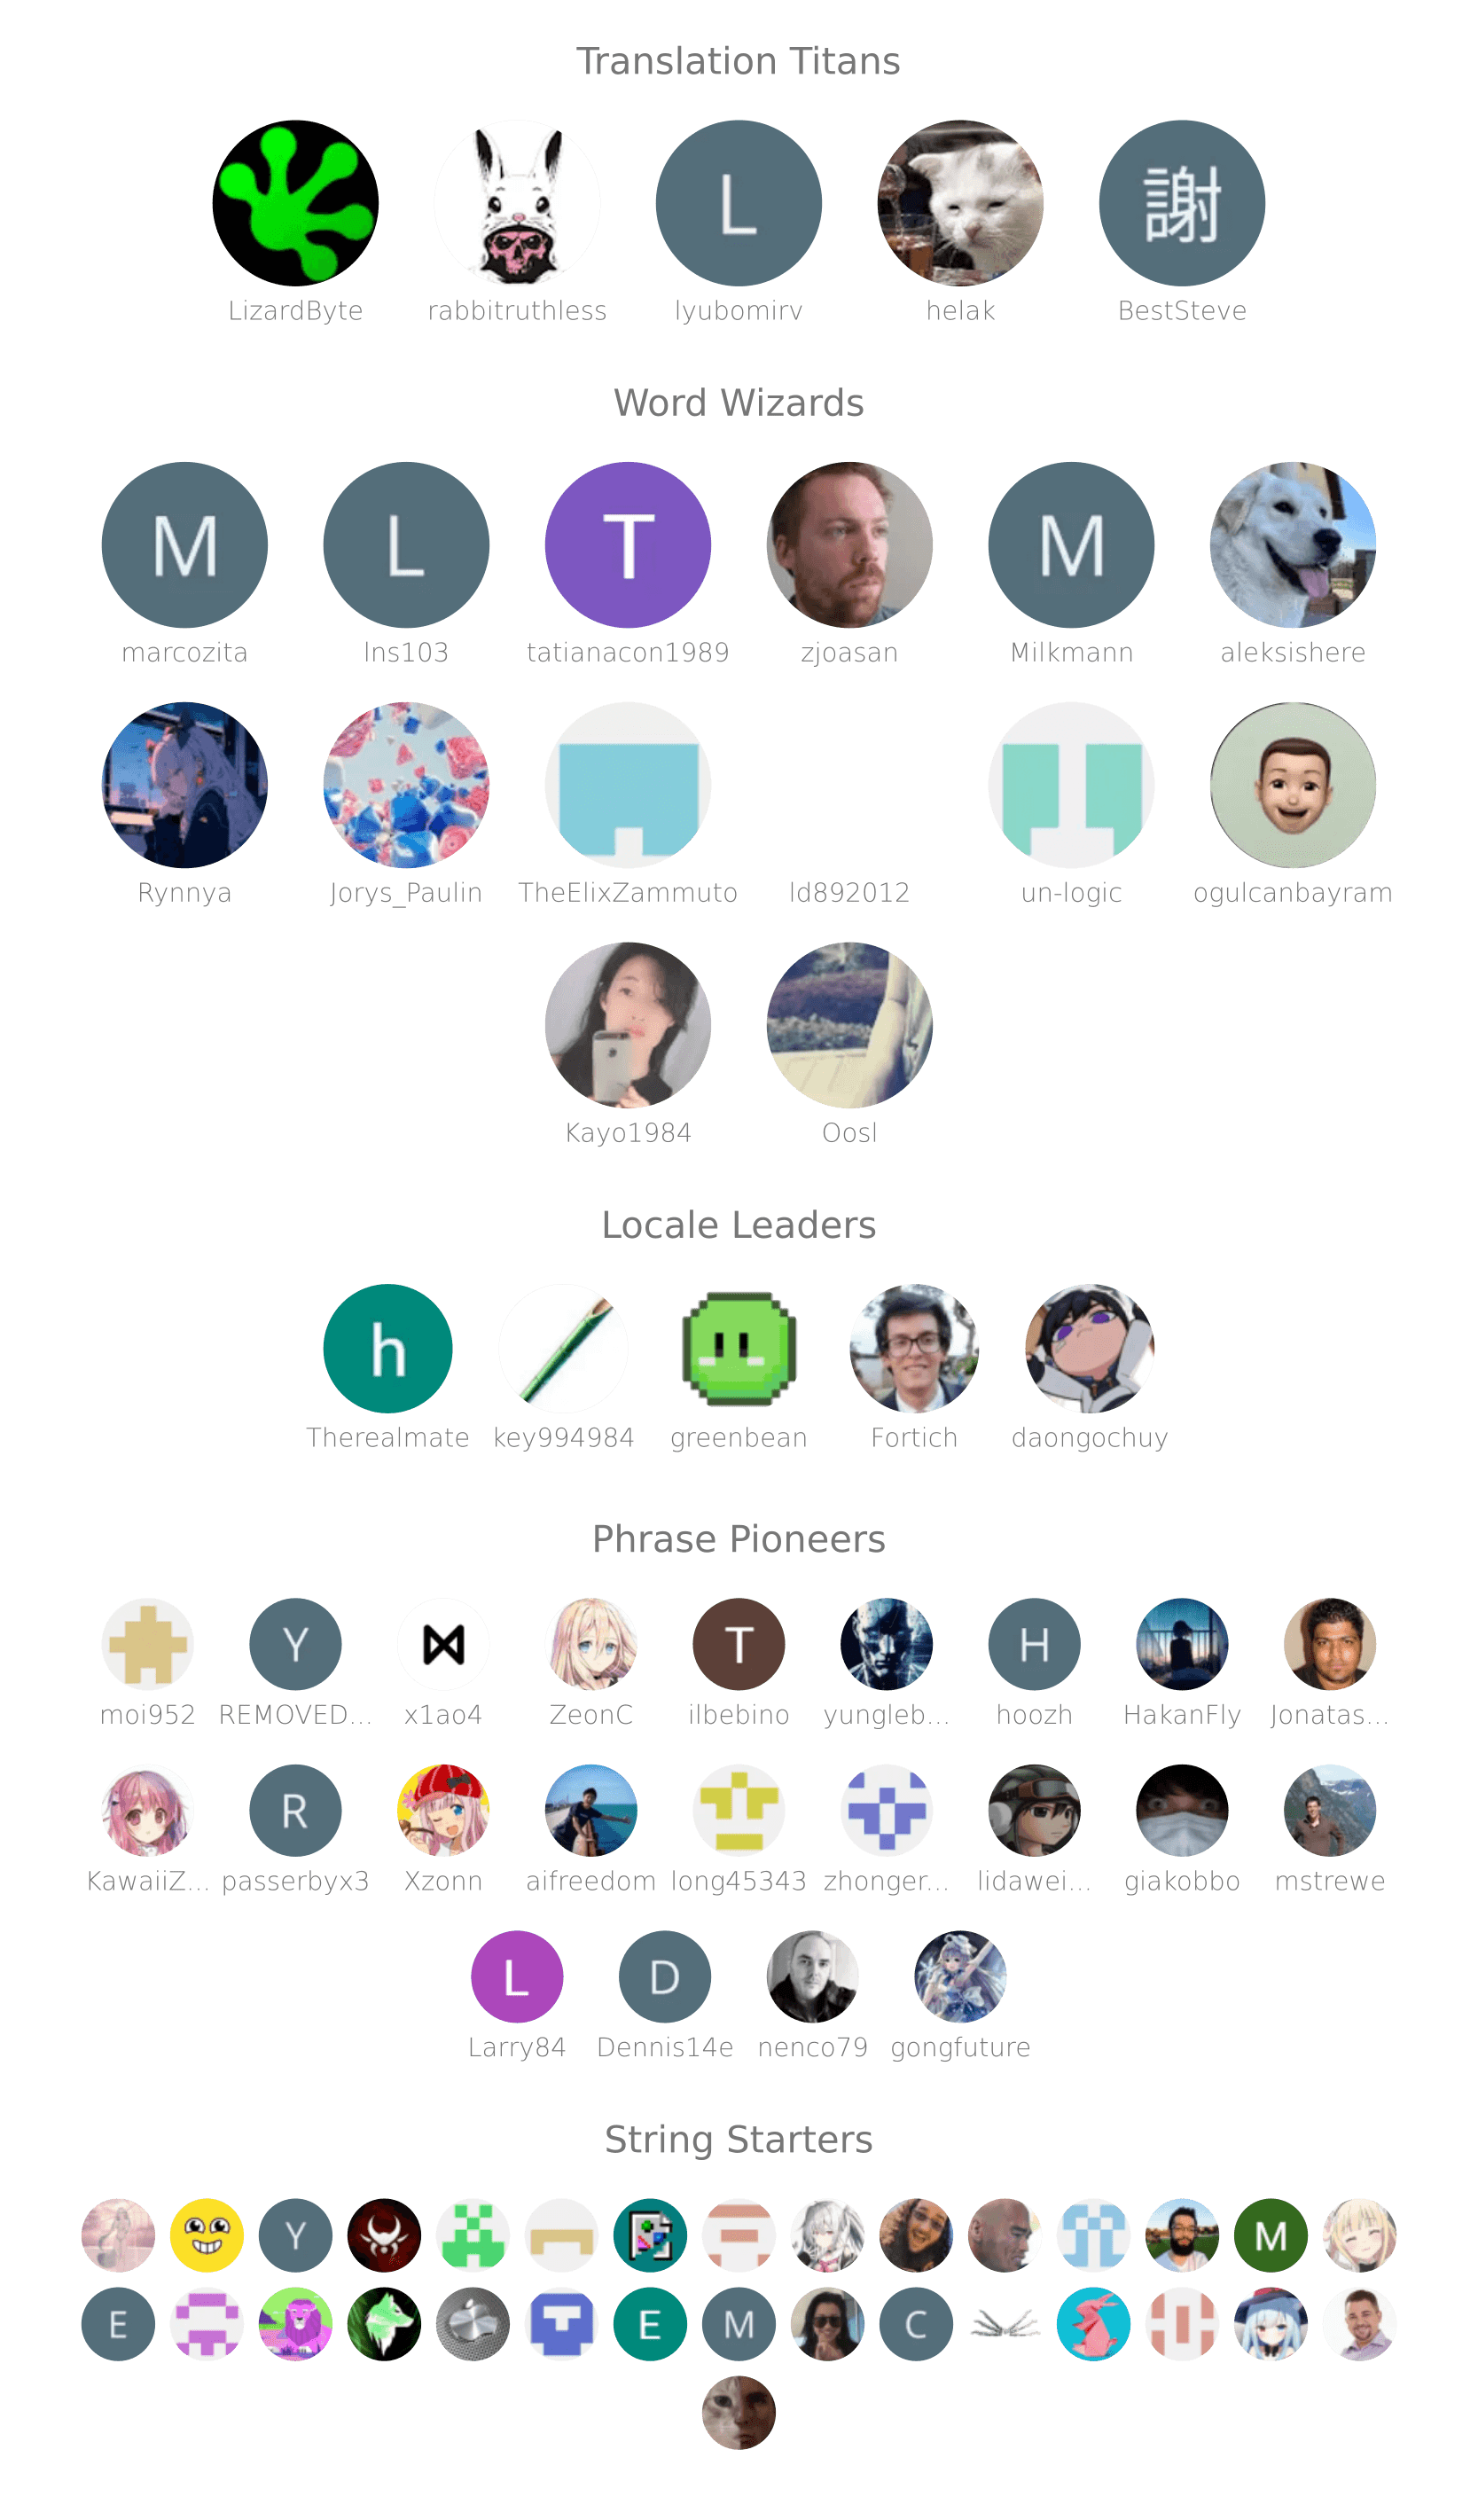 Translation Titans
L 謝
LizardByte rabbitruthless lyubomirv helak BestSteve
Word Wizards
M L T M
marcozita lns103 tatianacon1989 zjoasan Milkmann aleksishere
Rynnya Jorys_Paulin TheElixZammuto ld892012 un-logic ogulcanbayram
Kayo1984 Oosl
Locale Leaders
h
Therealmate key994984 greenbean Fortich daongochuy
Phrase Pioneers
Y T H
moi952 REMOVED... x1ao4 ZeonC ilbebino yungleb... hoozh HakanFly Jonatas...
R
KawaiiZ... passerbyx3 Xzonn aifreedom long45343 zhonger... lidawei... giakobbo mstrewe
L D
Larry84 Dennis14e nenco79 gongfuture
String Starters
Y M
E E M C